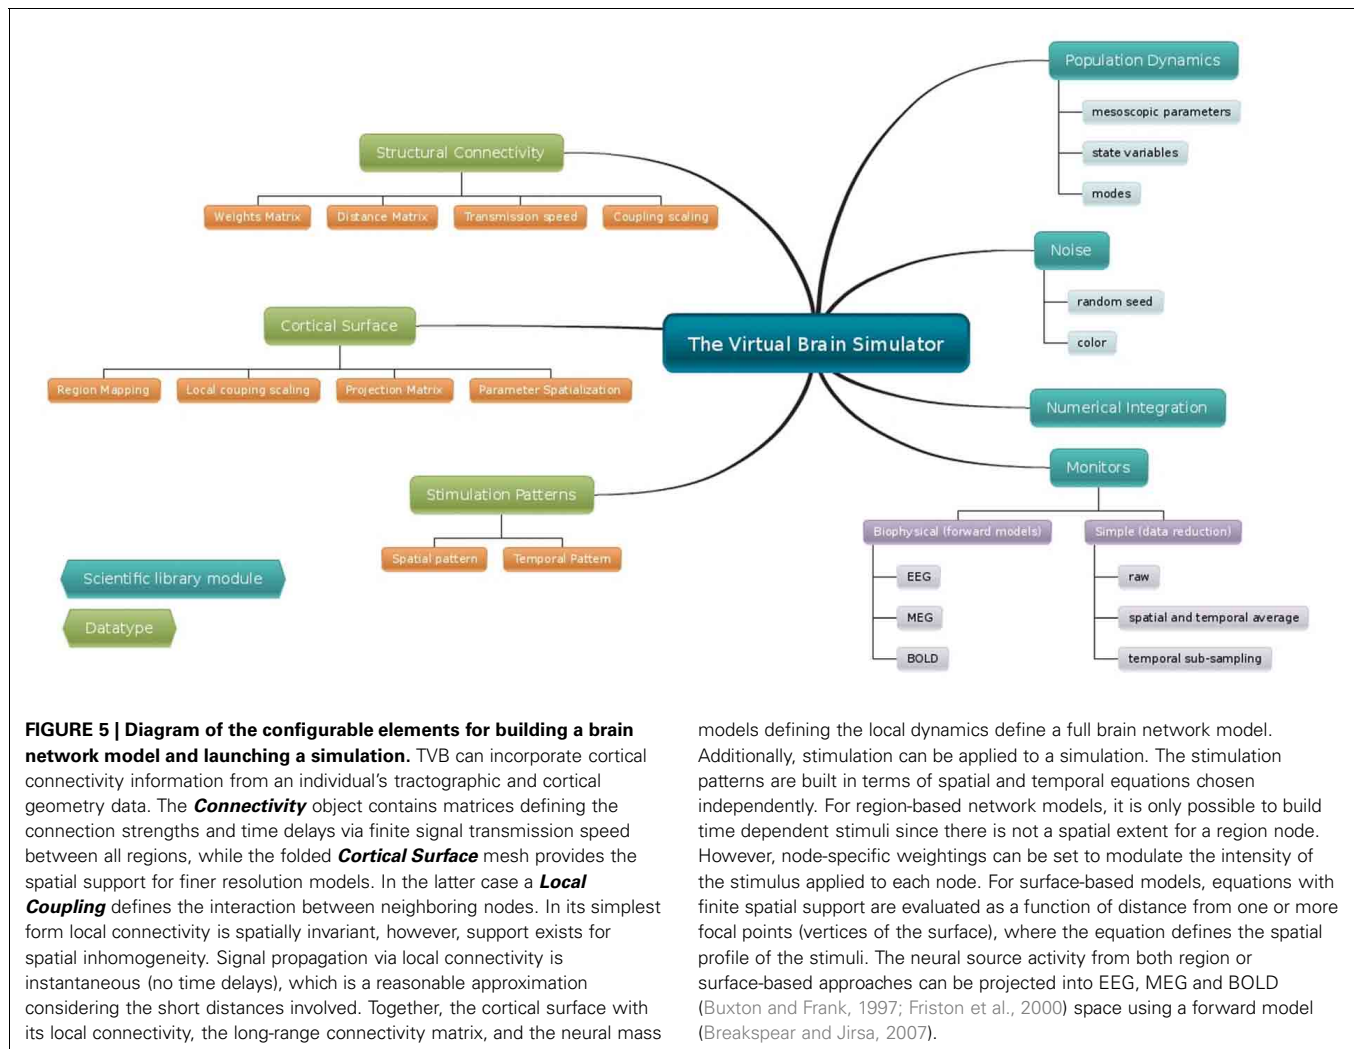 Population Dynamics
mesoscopic parameters
state variables
modes
Structural Connectivity
Weights Matrix
Distance Matrix
Transmission speed
Coupling scaling
Noise
random seed
color
Cortical Surface
Region Mapping
Local couping scaling
Projection Matrix
Parameter Spatialization
The Virtual Brain Simulator
Numerical Integration
Monitors
Biophysical (forward models)
EEG
MEG
BOLD
Simple (data reduction)
raw
spatial and temporal average
temporal sub-sampling
Stimulation Patterns
Spatial pattern
Temporal Pattern
Scientific library module
Datatype
FIGURE 5 | Diagram of the configurable elements for building a brain
network model and launching a simulation. TVB can incorporate cortical
connectivity information from an individual's tractographic and cortical
geometry data. The Connectivity object contains matrices defining the
connection strengths and time delays via finite signal transmission speed
between all regions, while the folded Cortical Surface mesh provides the
spatial support for finer resolution models. In the latter case a Local
Coupling defines the interaction between neighboring nodes. In its simplest
form local connectivity is spatially invariant, however, support exists for
spatial inhomogeneity. Signal propagation via local connectivity is
instantaneous (no time delays), which is a reasonable approximation
considering the short distances involved. Together, the cortical surface with
its local connectivity, the long-range connectivity matrix, and the neural mass
models defining the local dynamics define a full brain network model.
Additionally, stimulation can be applied to a simulation. The stimulation
patterns are built in terms of spatial and temporal equations chosen
independently. For region-based network models, it is only possible to build
time dependent stimuli since there is not a spatial extent for a region node.
However, node-specific weightings can be set to modulate the intensity of
the stimulus applied to each node. For surface-based models, equations with
finite spatial support are evaluated as a function of distance from one or more
focal points (vertices of the surface), where the equation defines the spatial
profile of the stimuli. The neural source activity from both region or
surface-based approaches can be projected into EEG, MEG and BOLD
(Buxton and Frank, 1997; Friston et al., 2000) space using a forward model
(Breakspear and Jirsa, 2007).